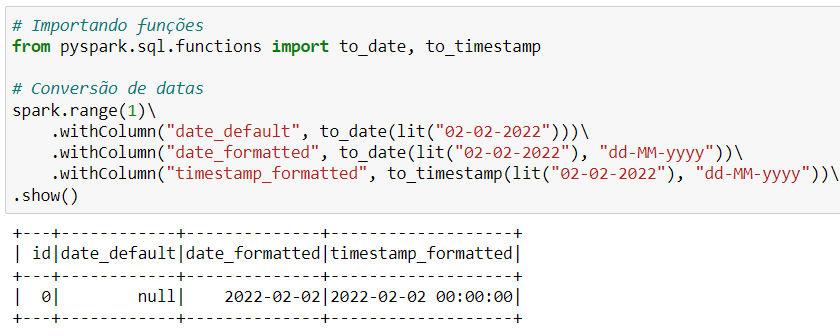 # Importando funções
from pyspark.sql.functions import to_date, to_timestamp
# Conversão de datas
spark.range(1)\
    .withColumn("date_default", to_date(lit("02-02-2022")))\
    .withColumn("date_formatted", to_date(lit("02-02-2022"), "dd-MM-yyyy"))\
    .withColumn("timestamp_formatted", to_timestamp(lit("02-02-2022"), "dd-MM-yyyy"))\
.show()
+---+------------+--------------+-------------------+
| id|date_default|date_formatted|timestamp_formatted|
+---+------------+--------------+-------------------+
|  0|        null|    2022-02-02|2022-02-02 00:00:00|
+---+------------+--------------+-------------------+